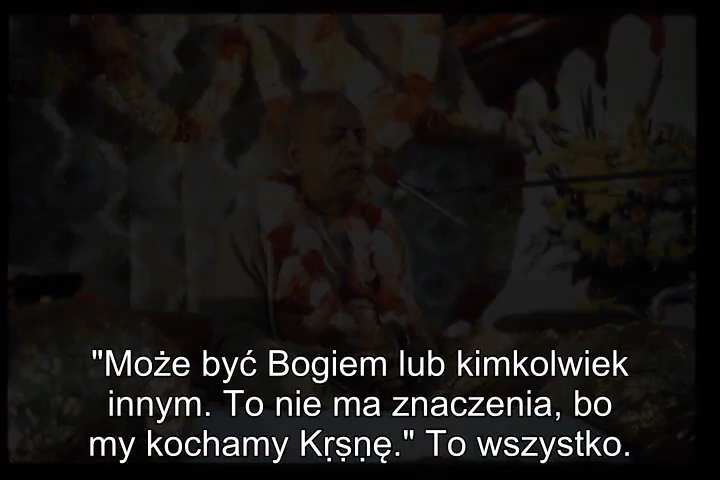 "Może być Bogiem lub kimkolwiek
innym. To nie ma znaczenia, bo
my kochamy Kṛṣṇę." To wszystko.